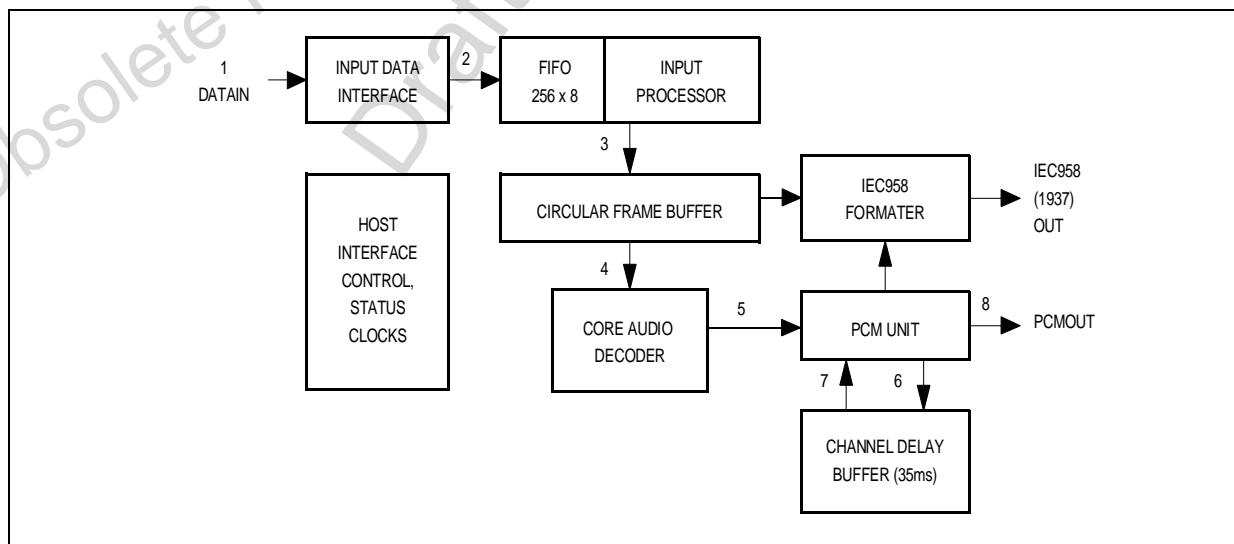 Obsolete
Draft
1
DATAIN
INPUT DATA
INTERFACE
2
FIFO
256 x 8
INPUT
PROCESSOR
3
CIRCULAR FRAME BUFFER
IEC958
FORMATER
IEC958
(1937)
OUT
HOST
INTERFACE
CONTROL,
STATUS
CLOCKS
4
CORE AUDIO
DECODER
5
PCM UNIT
8
PCMOUT
7
6
CHANNEL DELAY
BUFFER (35ms)